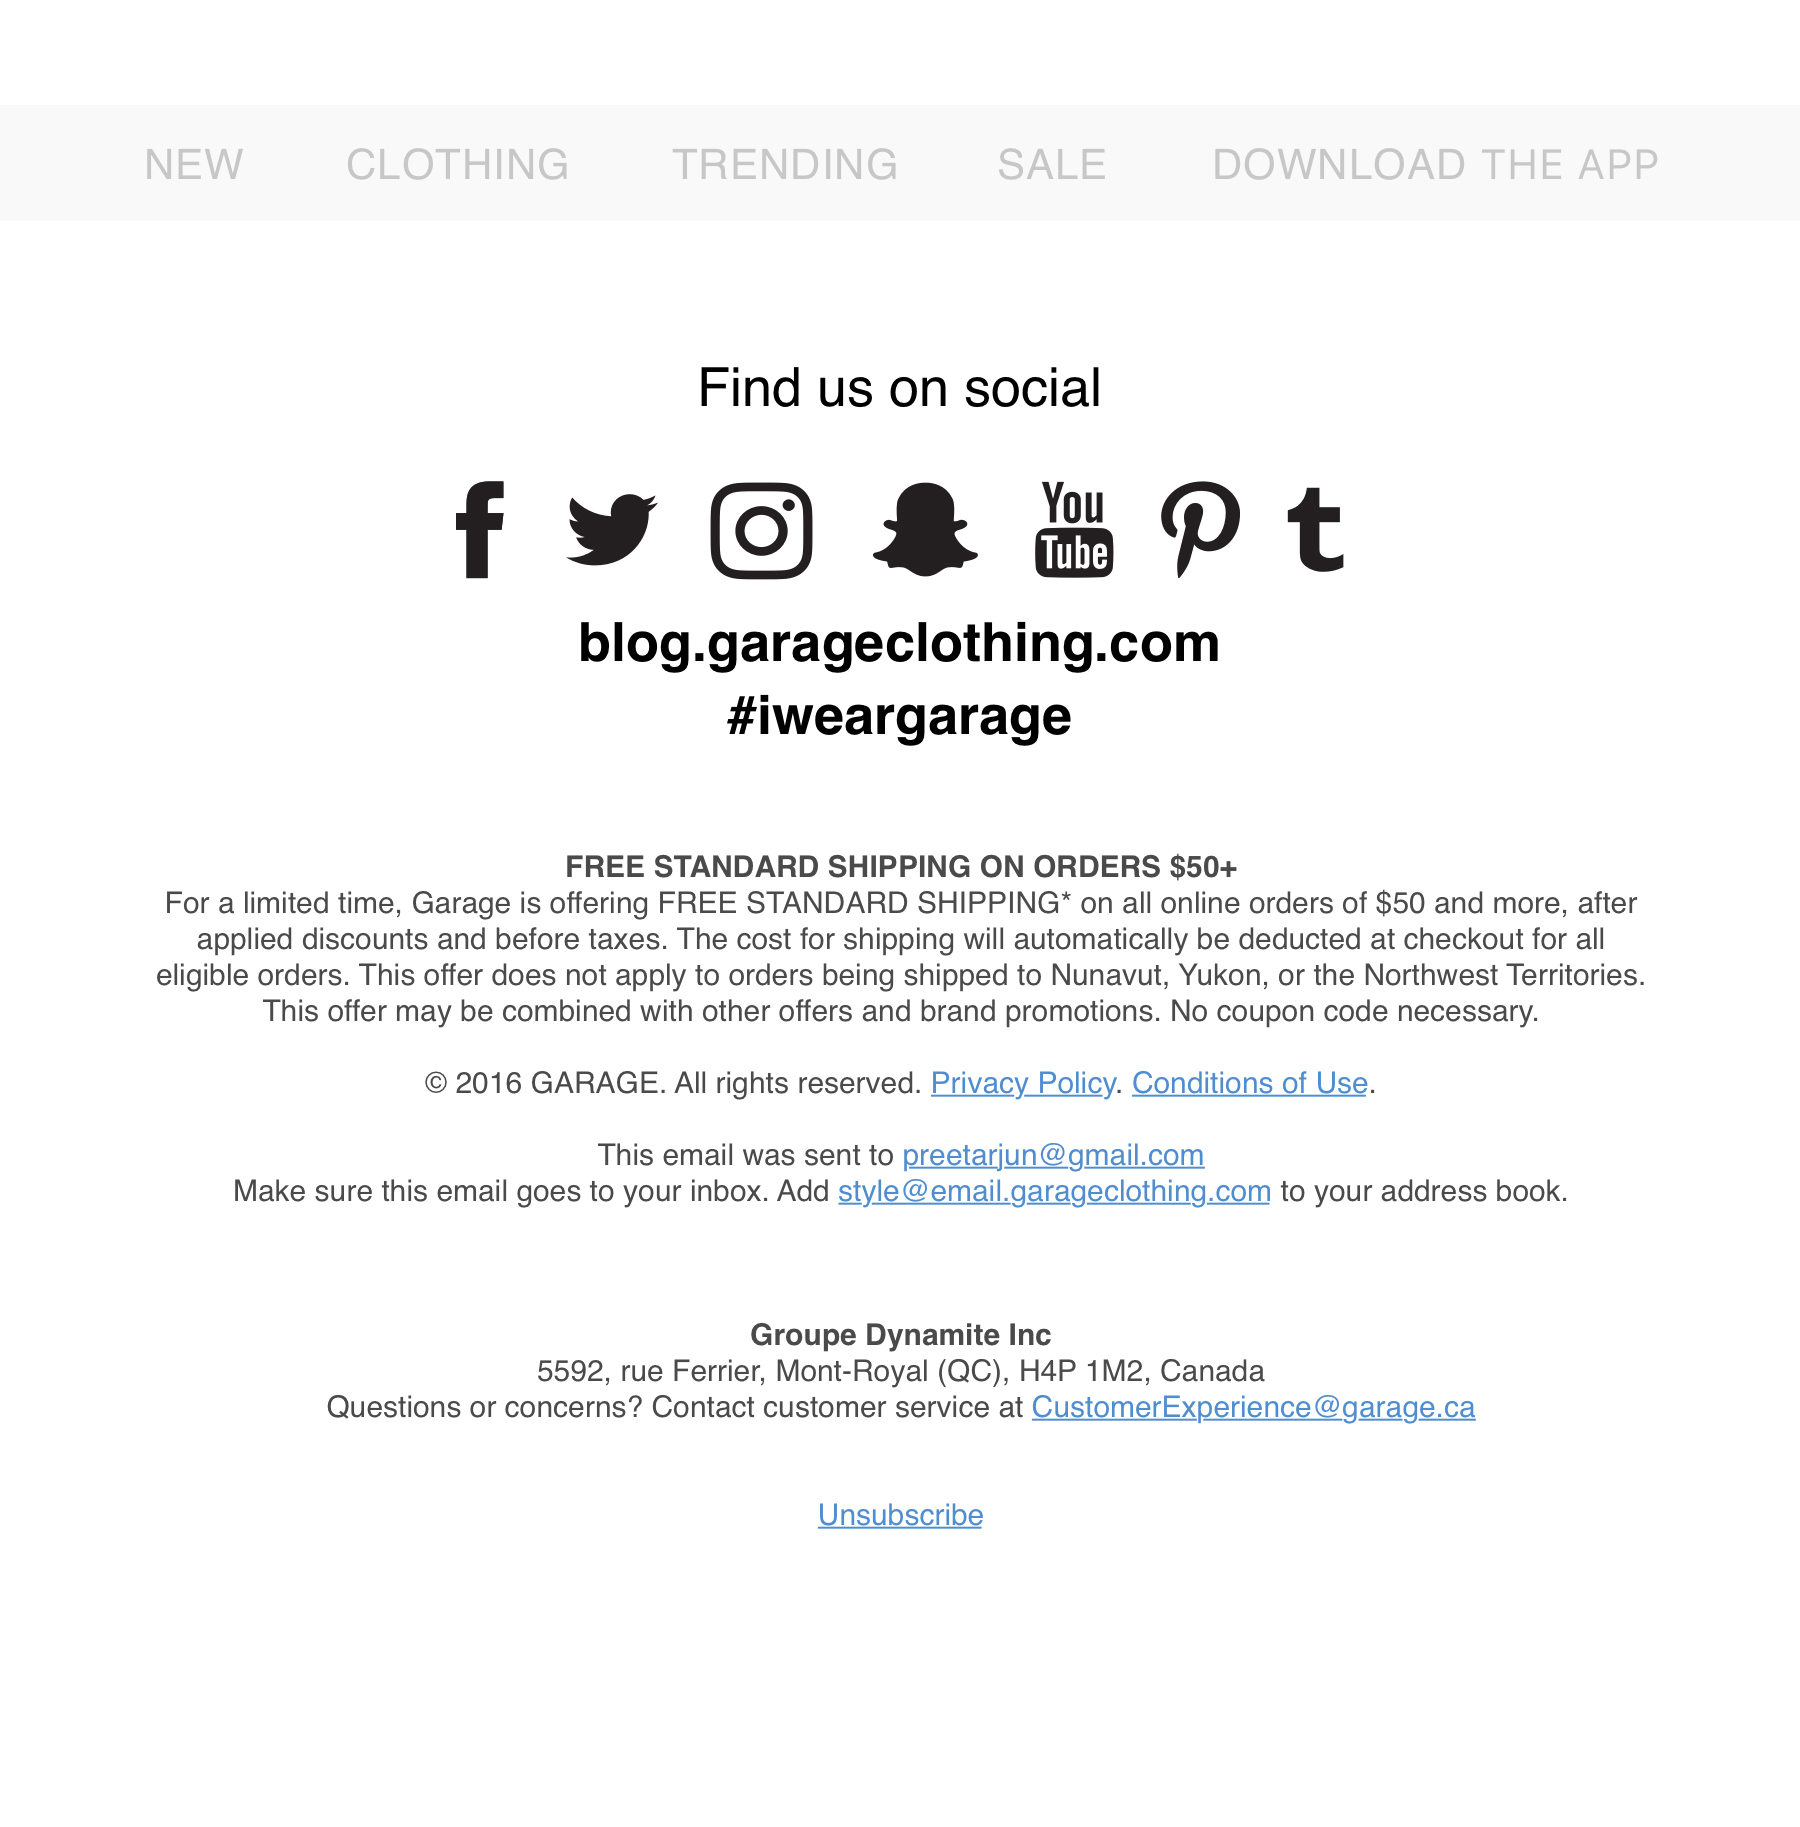 NEW CLOTHING TRENDING SALE DOWNLOAD THE APP
Find us on social
You
Tube
blog.garageclothing.com
#iweargarage
FREE STANDARD SHIPPING ON ORDERS $50+
For a limited time, Garage is offering FREE STANDARD SHIPPING* on all online orders of $50 and more, after
applied discounts and before taxes. The cost for shipping will automatically be deducted at checkout for all
eligible orders. This offer does not apply to orders being shipped to Nunavut, Yukon, or the Northwest Territories.
This offer may be combined with other offers and brand promotions. No coupon code necessary.
© 2016 GARAGE. All rights reserved. Privacy Policy. Conditions of Use.
This email was sent to preetarjun@gmail.com
Make sure this email goes to your inbox. Add style@email.garageclothing.com to your address book.
Groupe Dynamite Inc
5592, rue Ferrier, Mont-Royal (QC), H4P 1M2, Canada
Questions or concerns? Contact customer service at CustomerExperience@garage.ca
Unsubscribe